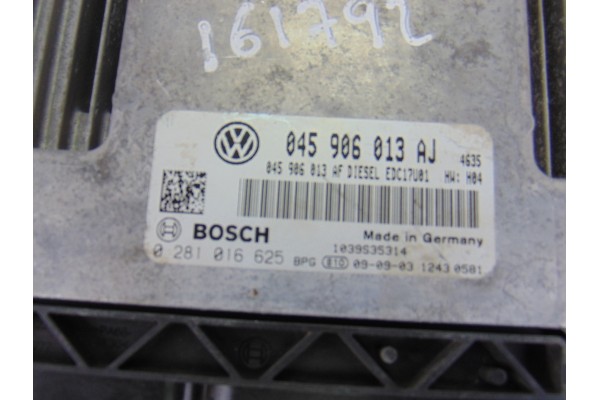 161792
045 906 013 AJ 4635
045 906 013 AF DIESEL EDC17U01 HW: H04
BOSCH Made in Germany
1039S35314
0 281 016 625 BPG 810 09-09-03 1243 0581